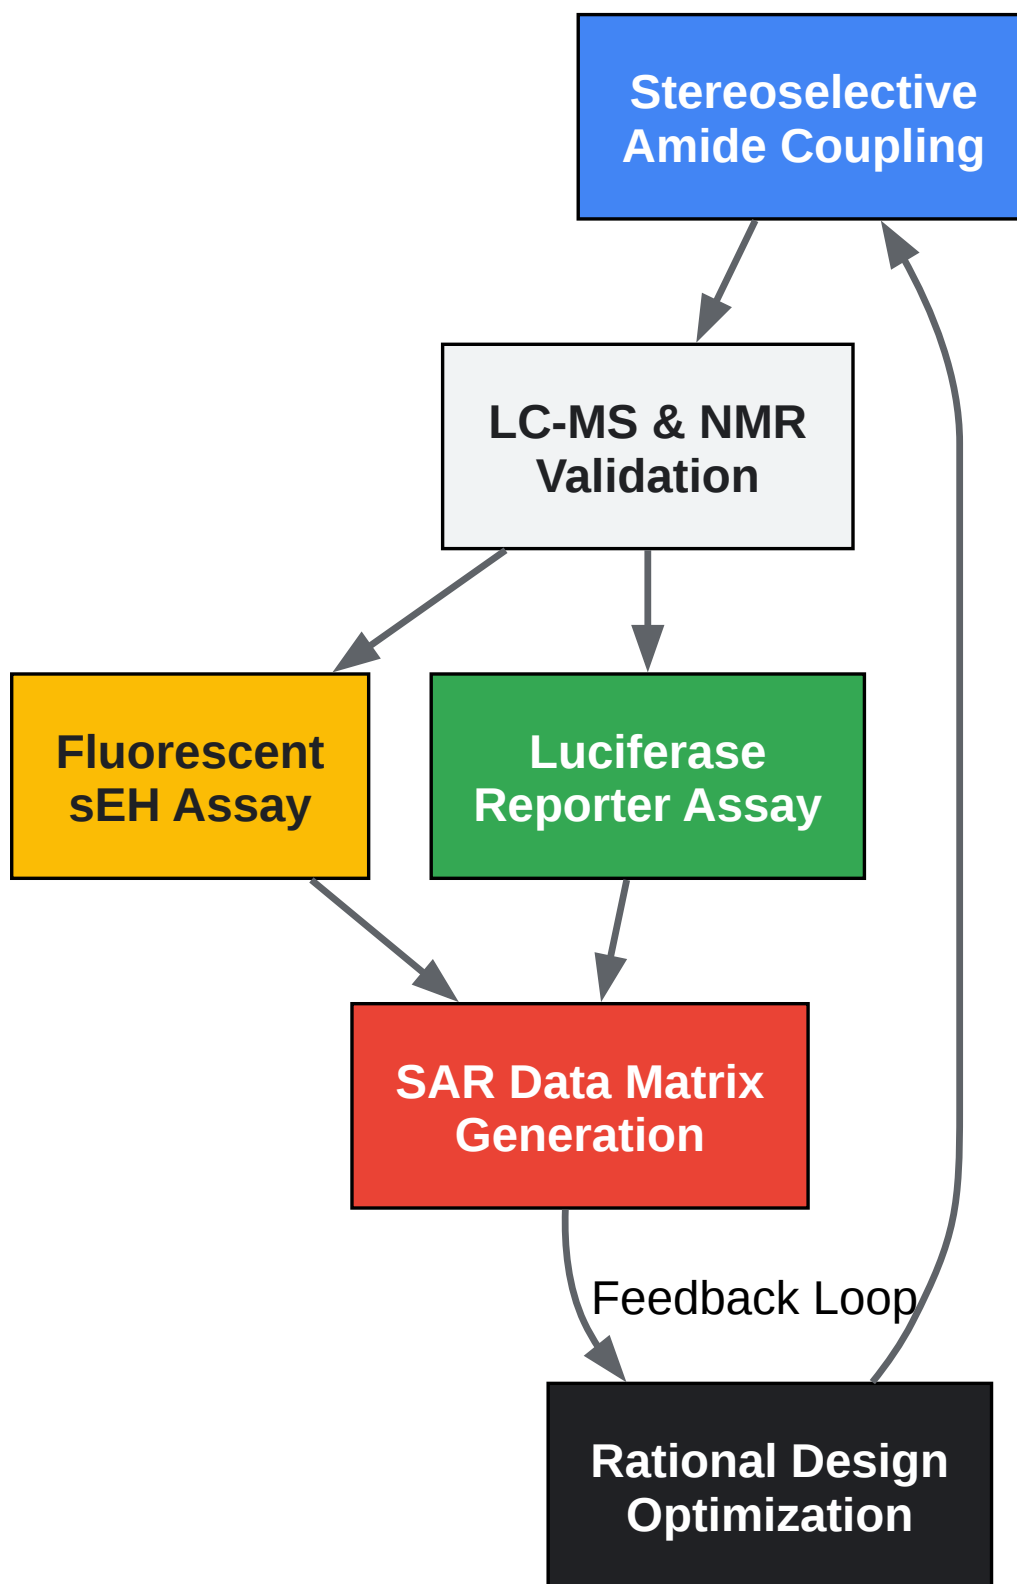 Stereoselective
Amide Coupling
LC-MS & NMR
Validation
Fluorescent
sEH Assay
Luciferase
Reporter Assay
SAR Data Matrix
Generation
Feedback Loop
Rational Design
Optimization